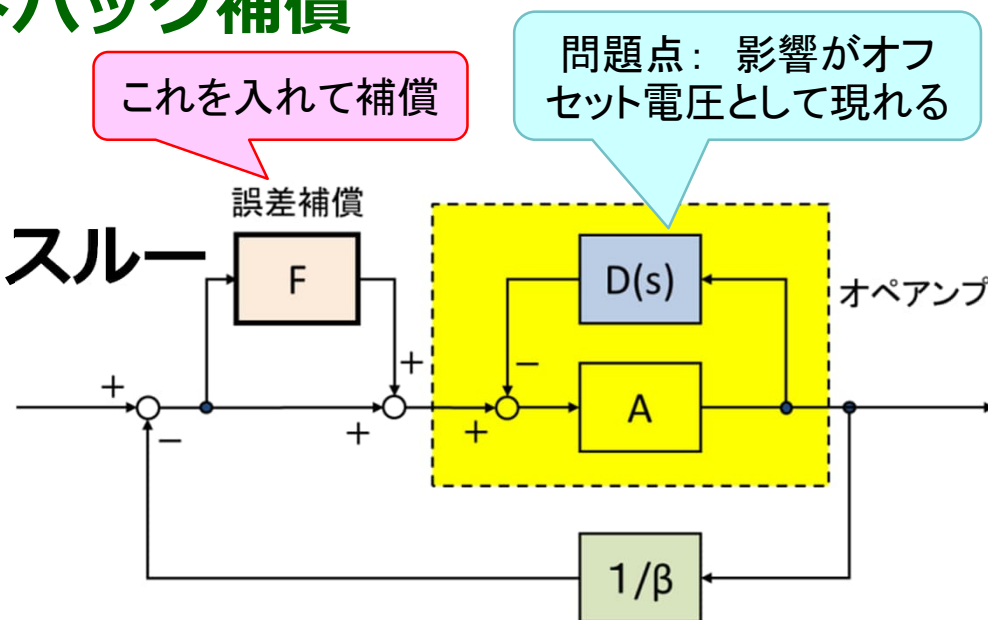 バック補償
これを入れて補償
問題点： 影響がオフ
セット電圧として現れる
誤差補償
スルー
F
D(s)
オペアンプ
+
−
+
+
−
+
A
1/β